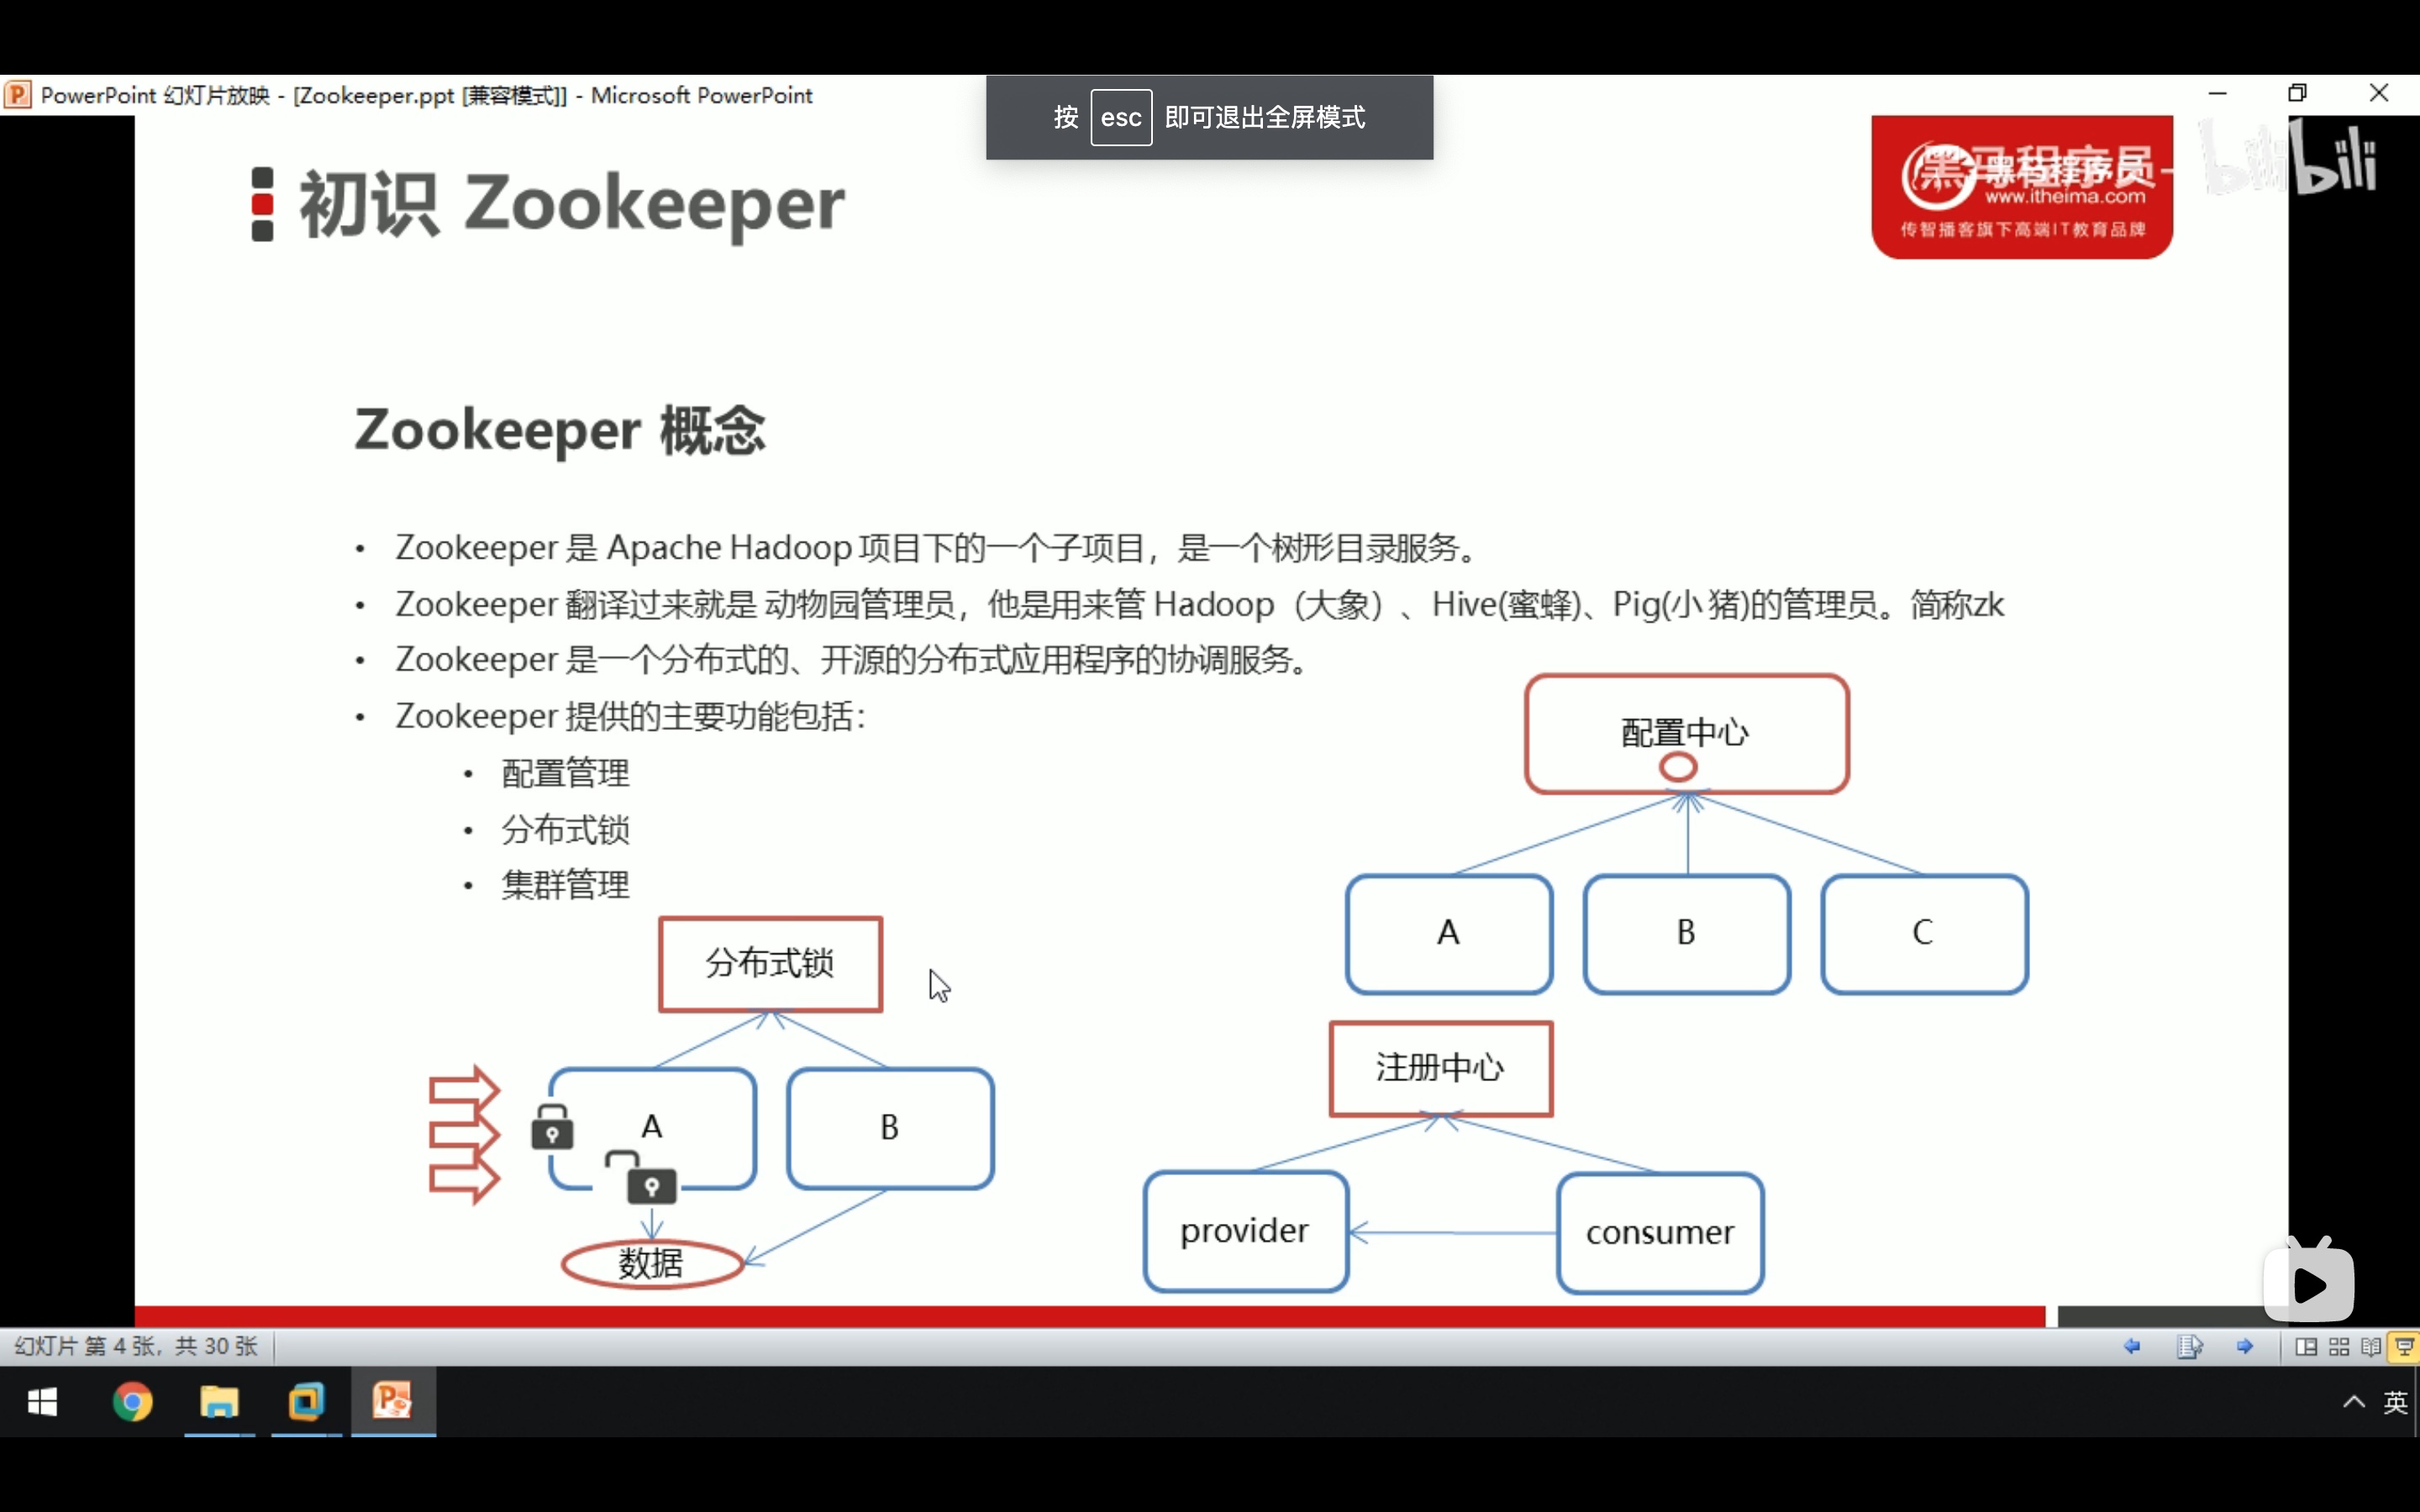 PowerPoint 幻灯片放映 - [Zookeeper.ppt [兼容模式]] - Microsoft PowerPoint
按 esc 即可退出全屏模式
初识 Zookeeper
黑马程序员-
黑马程序员
www.itheima.com
传智播客旗下高端IT教育品牌
bilibili
Zookeeper 概念
• Zookeeper 是 Apache Hadoop 项目下的一个子项目，是一个树形目录服务。
• Zookeeper 翻译过来就是 动物园管理员，他是用来管 Hadoop（大象）、Hive(蜜蜂)、Pig(小猪)的管理员。简称zk
• Zookeeper 是一个分布式的、开源的分布式应用程序的协调服务。
• Zookeeper 提供的主要功能包括：
• 配置管理
• 分布式锁
• 集群管理
配置中心
A B C
分布式锁
A B
数据
注册中心
provider consumer
幻灯片 第 4 张，共 30 张
英